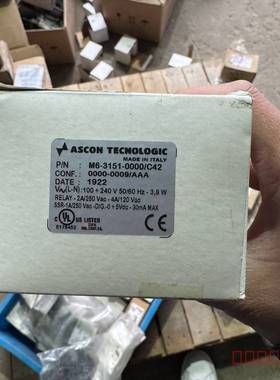 ASCON TECNOLOGIC
MADE IN ITALY
P/N : M6-3151-0000/C42
CONF. : 0000-0009/AAA
DATE : 1922
(L-N): 100 ÷ 240 V 50/60 Hz - 3,9 W
RELAY - 2A/250 Vac - 4A/120 Vac
SSR-1A/250 Vac -DIG.-0 ÷ 5Vdc - 30mA MAX
C UL US LISTED